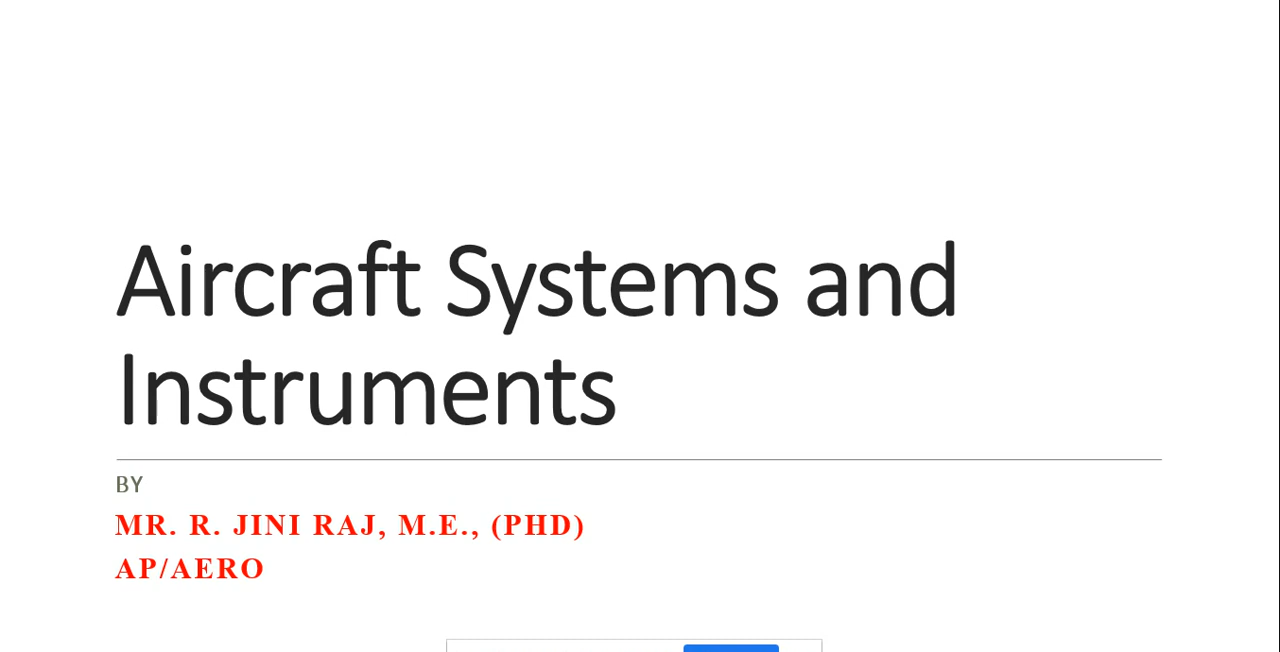 Aircraft Systems and
Instruments
BY
MR. R. JINI RAJ, M.E., (PHD)
AP/AERO